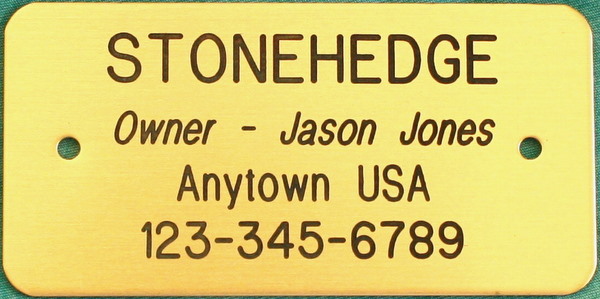 STONEHEDGE
Owner - Jason Jones
Anytown USA
123-345-6789